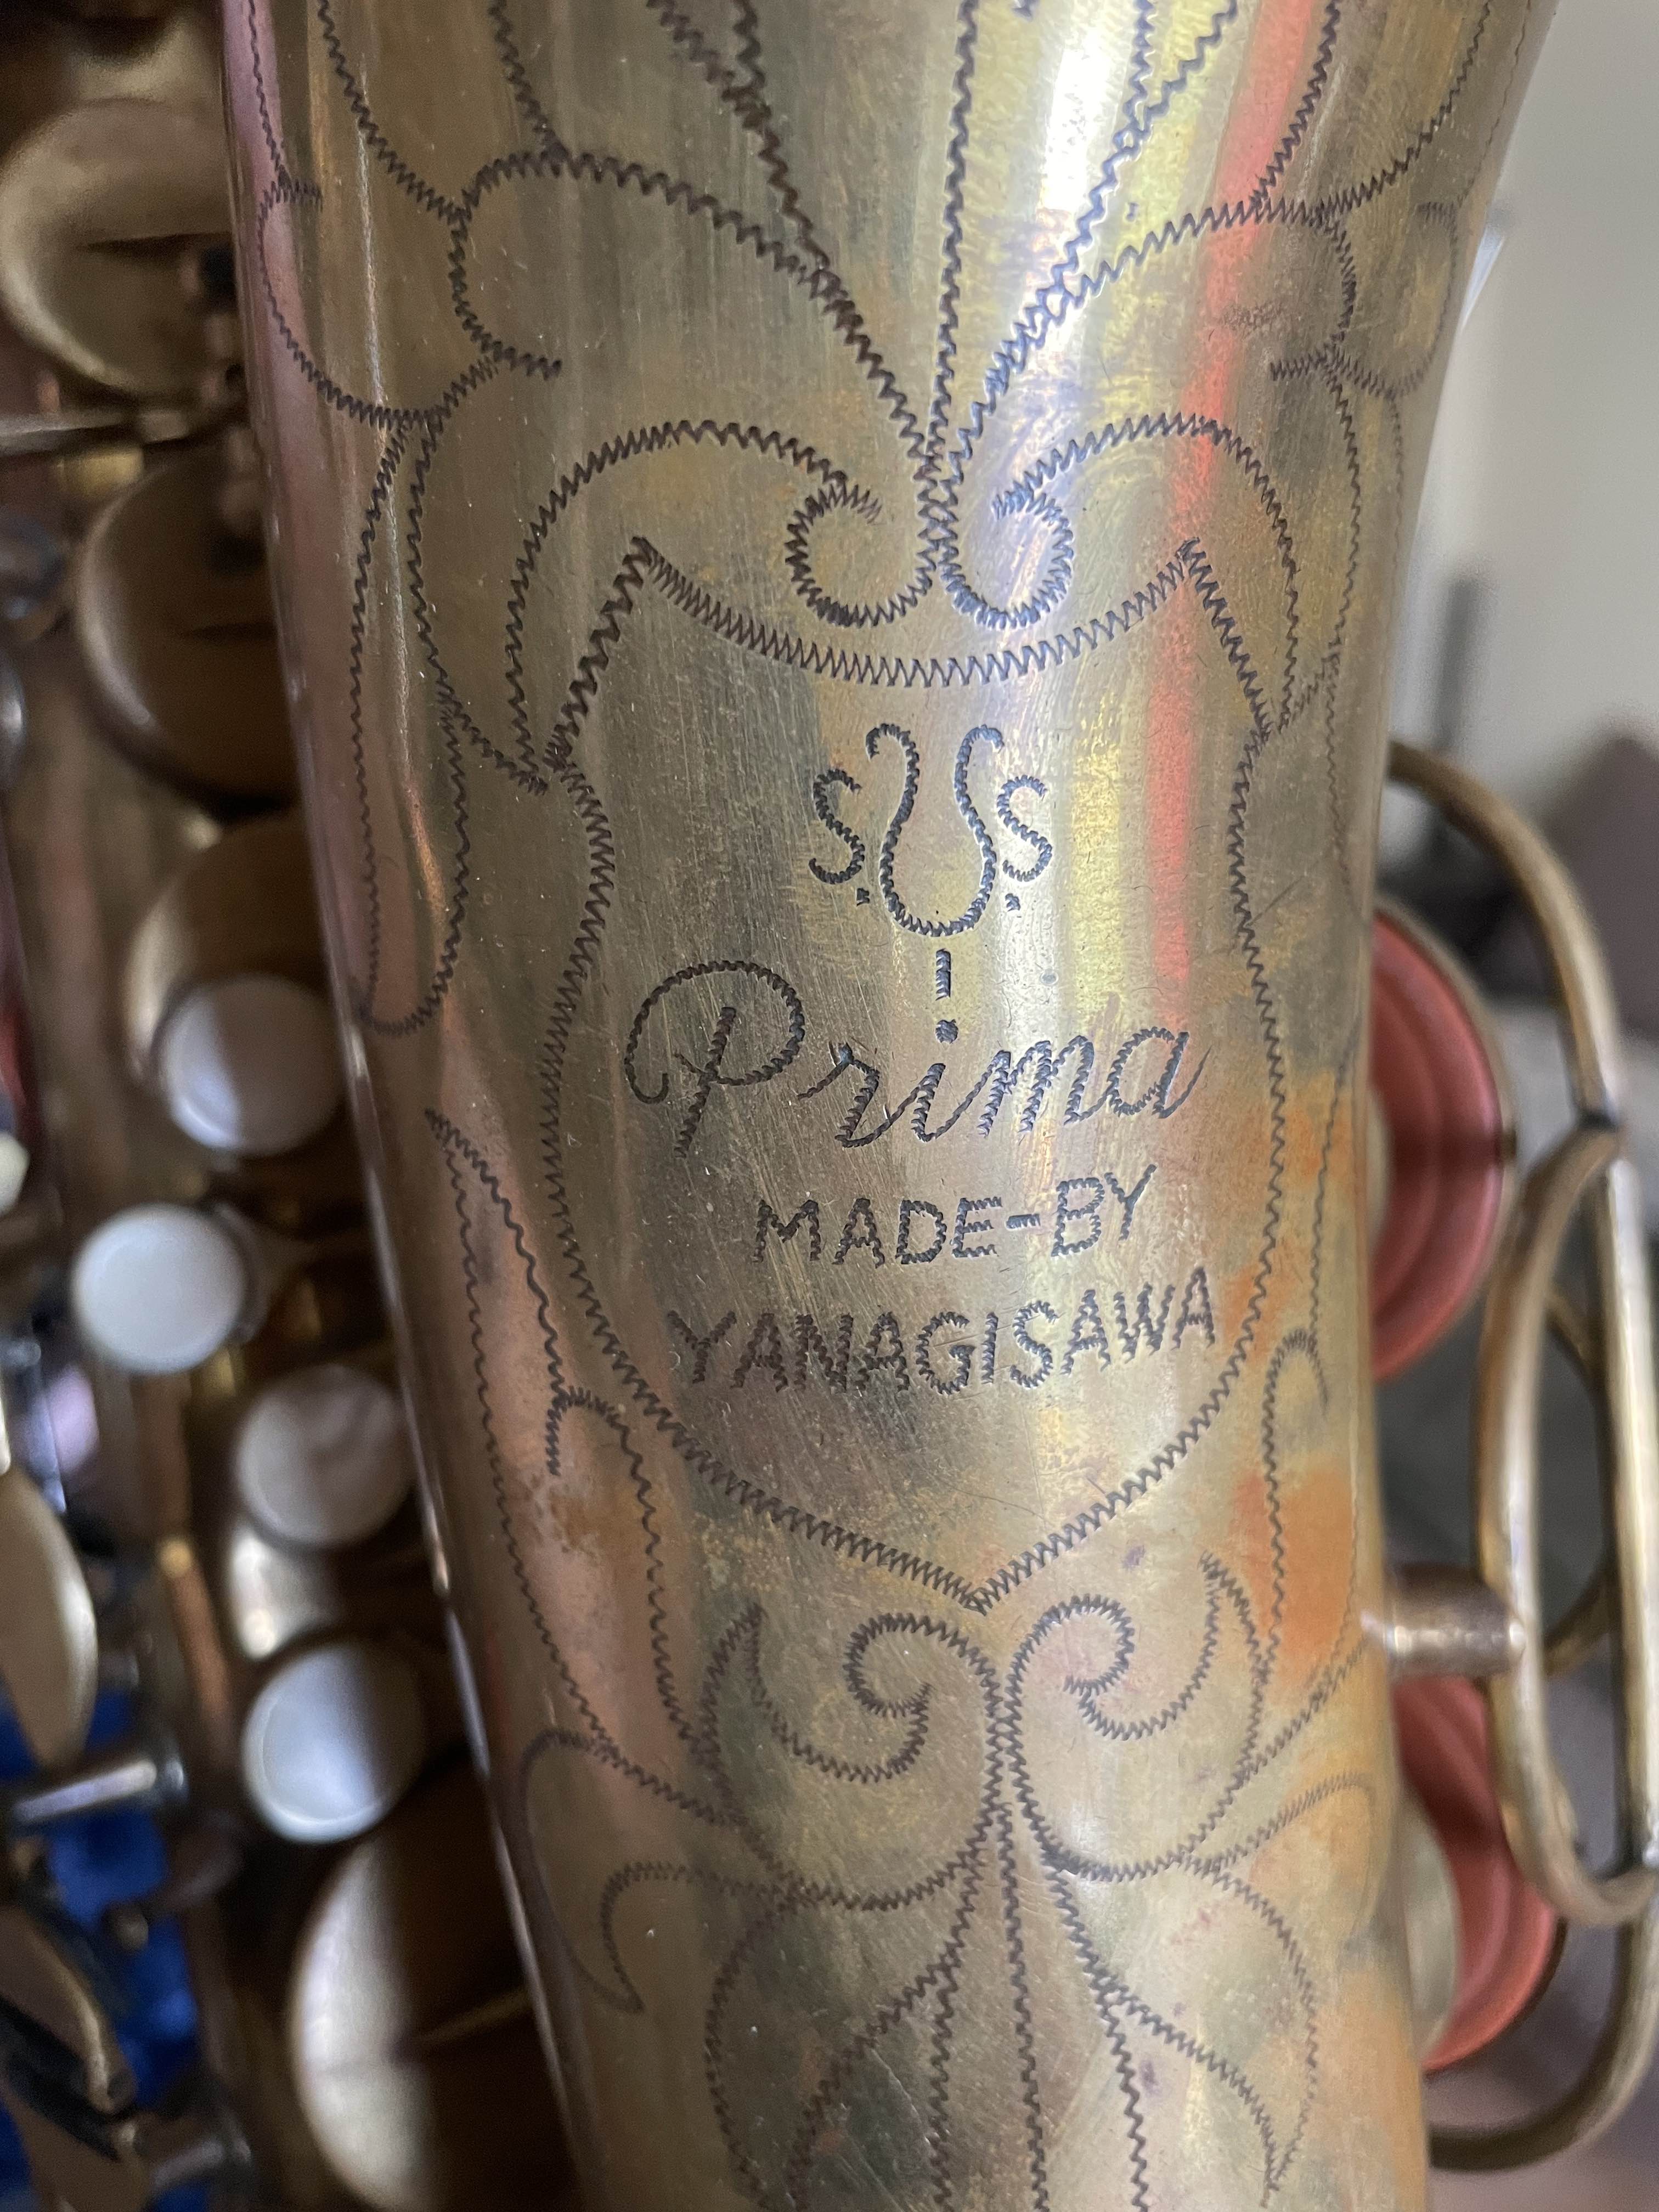 S. S.
Prima
MADE-BY
YANAGISAWA